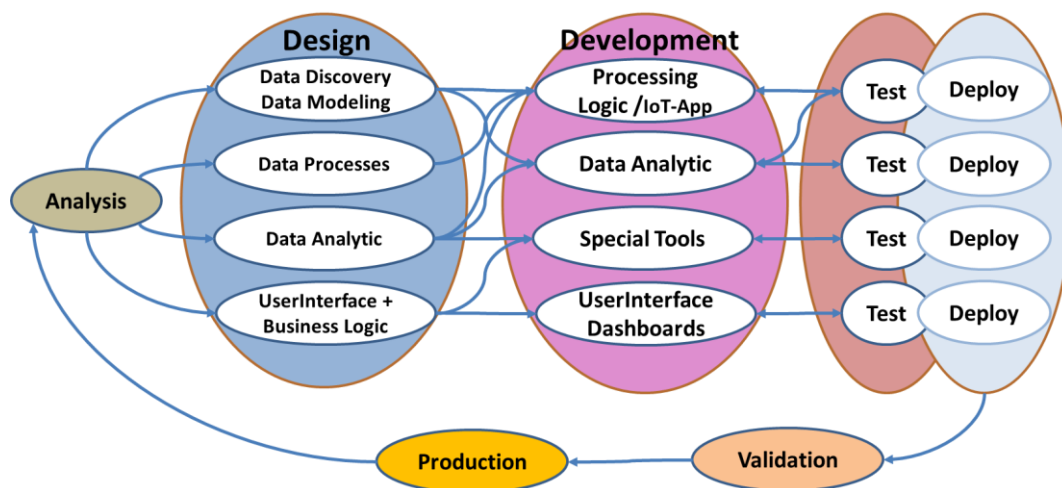 Design
Development
Data Discovery
Data Modeling
Processing
Logic /IoT-App
Test
Deploy
Data Processes
Data Analytic
Test
Deploy
Analysis
Data Analytic
Special Tools
Test
Deploy
UserInterface +
Business Logic
UserInterface
Dashboards
Test
Deploy
Production
Validation